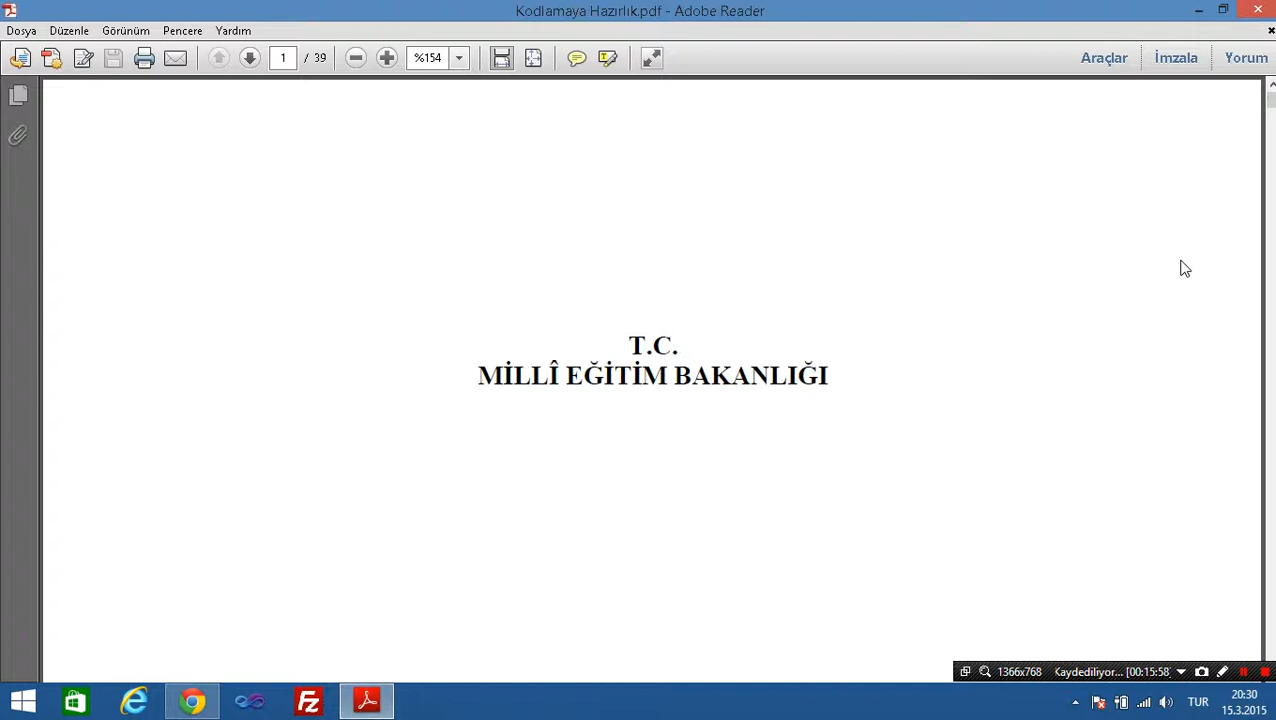 Kodlamaya Hazırlık.pdf - Adobe Reader
Dosya Düzenle Görünüm Pencere Yardım
1 / 39 %154 Araçlar İmzala Yorum
T.C.
MİLLÎ EĞİTİM BAKANLIĞI
1366x768 Kaydediliyor... [00:15:58]
TUR 20:30
15.3.2015